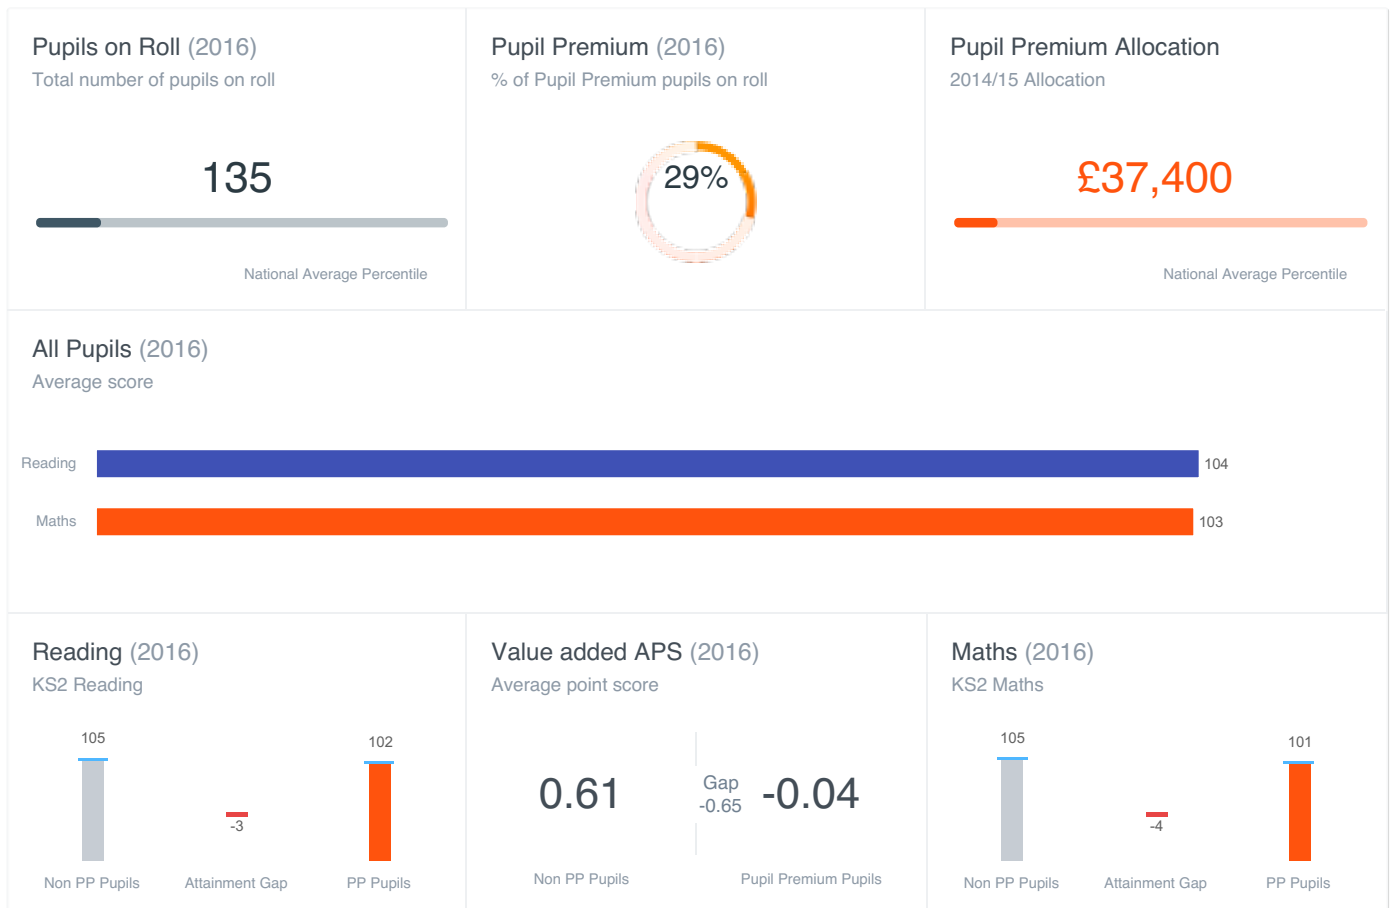 Pupils on Roll (2016)
Total number of pupils on roll
135
National Average Percentile
Pupil Premium (2016)
% of Pupil Premium pupils on roll
29%
Pupil Premium Allocation
2014/15 Allocation
£37,400
National Average Percentile
All Pupils (2016)
Average score
Reading
104
Maths
103
Reading (2016)
KS2 Reading
105
102
-3
Non PP Pupils
Attainment Gap
PP Pupils
Value added APS (2016)
Average point score
0.61
Gap
-0.65
-0.04
Non PP Pupils
Pupil Premium Pupils
Maths (2016)
KS2 Maths
105
101
-4
Non PP Pupils
Attainment Gap
PP Pupils